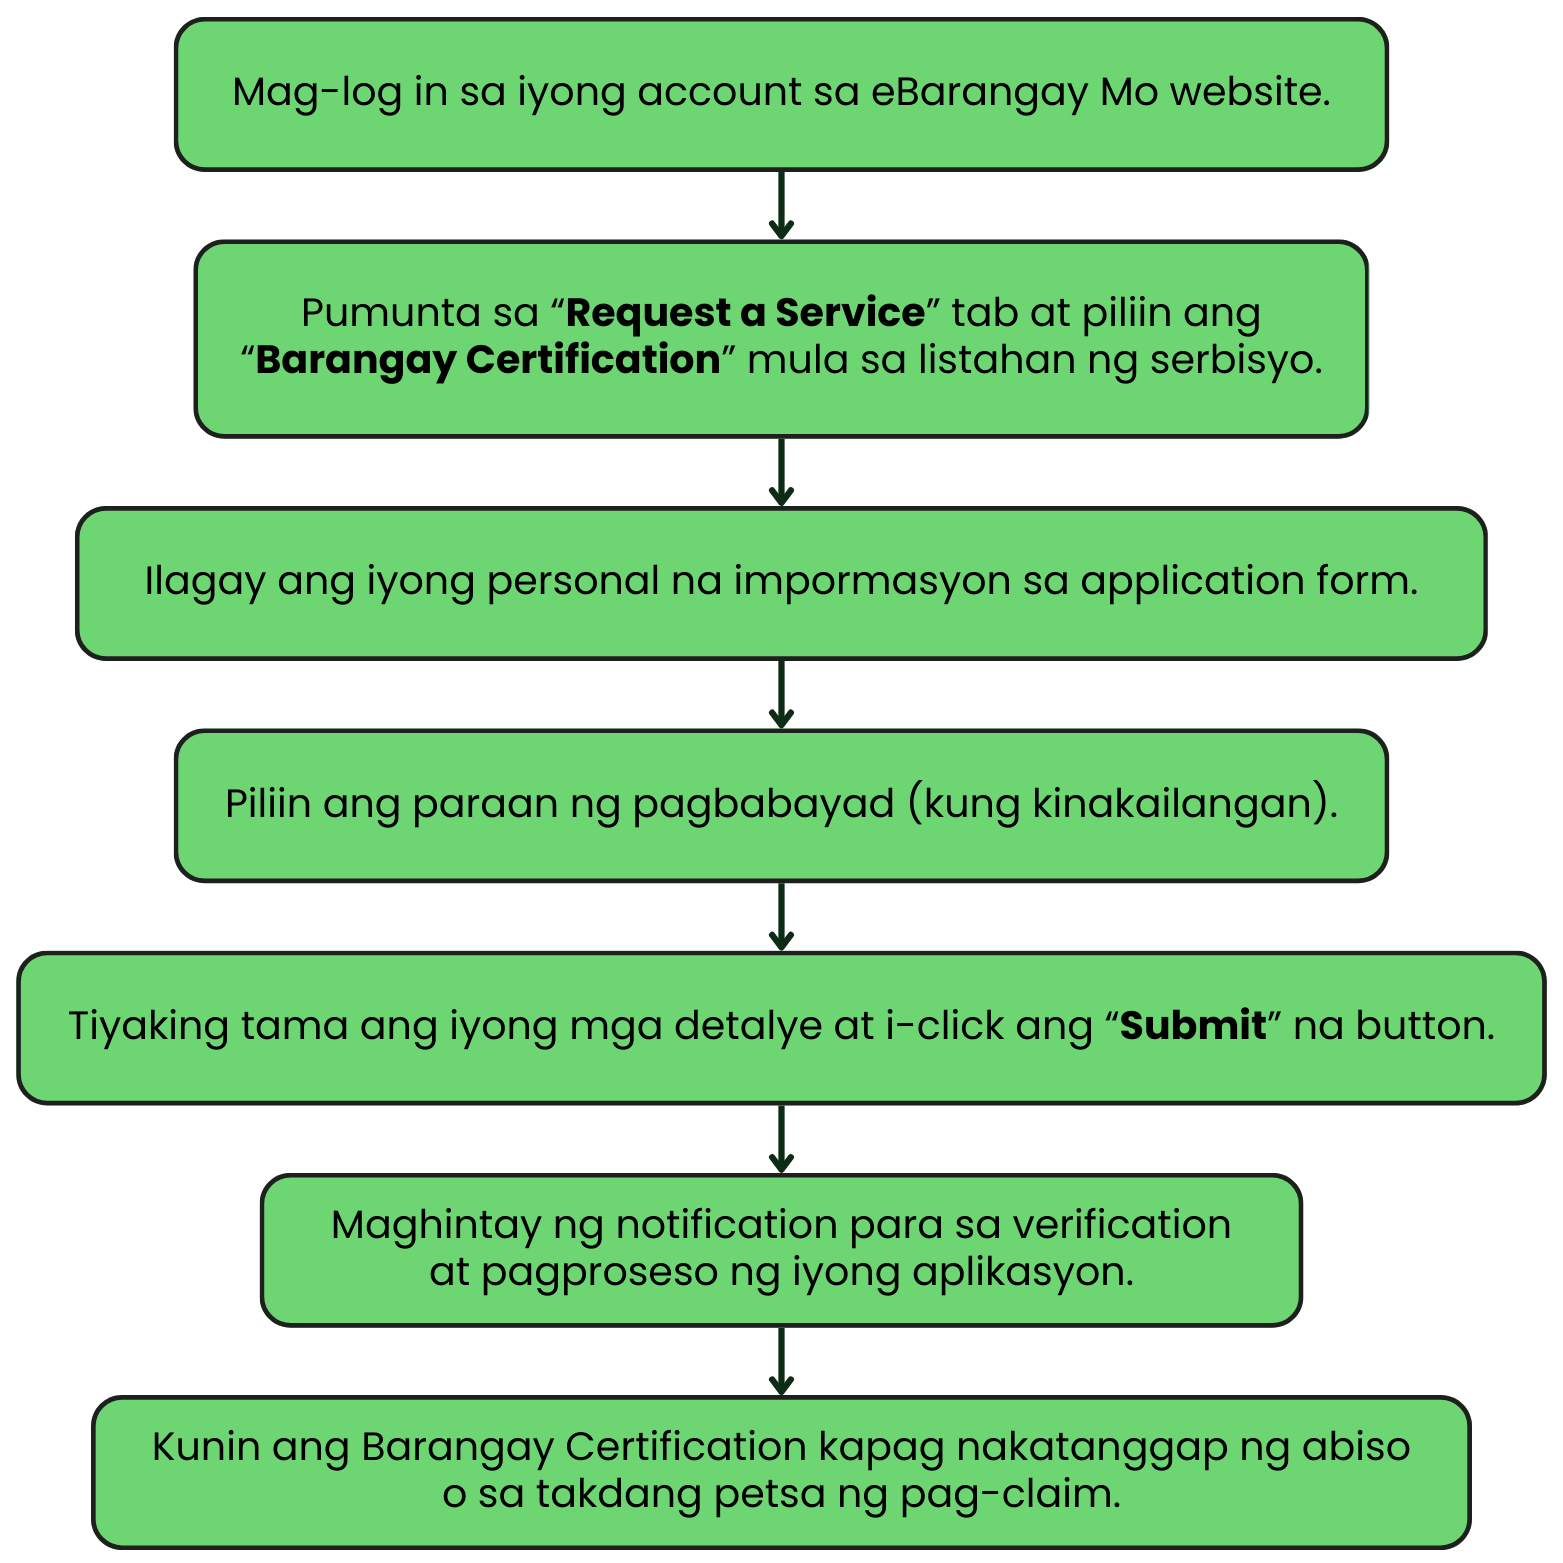 Mag-log in sa iyong account sa eBarangay Mo website.
Pumunta sa “Request a Service” tab at piliin ang
“Barangay Certification” mula sa listahan ng serbisyo.
Ilagay ang iyong personal na impormasyon sa application form.
Piliin ang paraan ng pagbabayad (kung kinakailangan).
Tiyaking tama ang iyong mga detalye at i-click ang “Submit” na button.
Maghintay ng notification para sa verification
at pagproseso ng iyong aplikasyon.
Kunin ang Barangay Certification kapag nakatanggap ng abiso
o sa takdang petsa ng pag-claim.